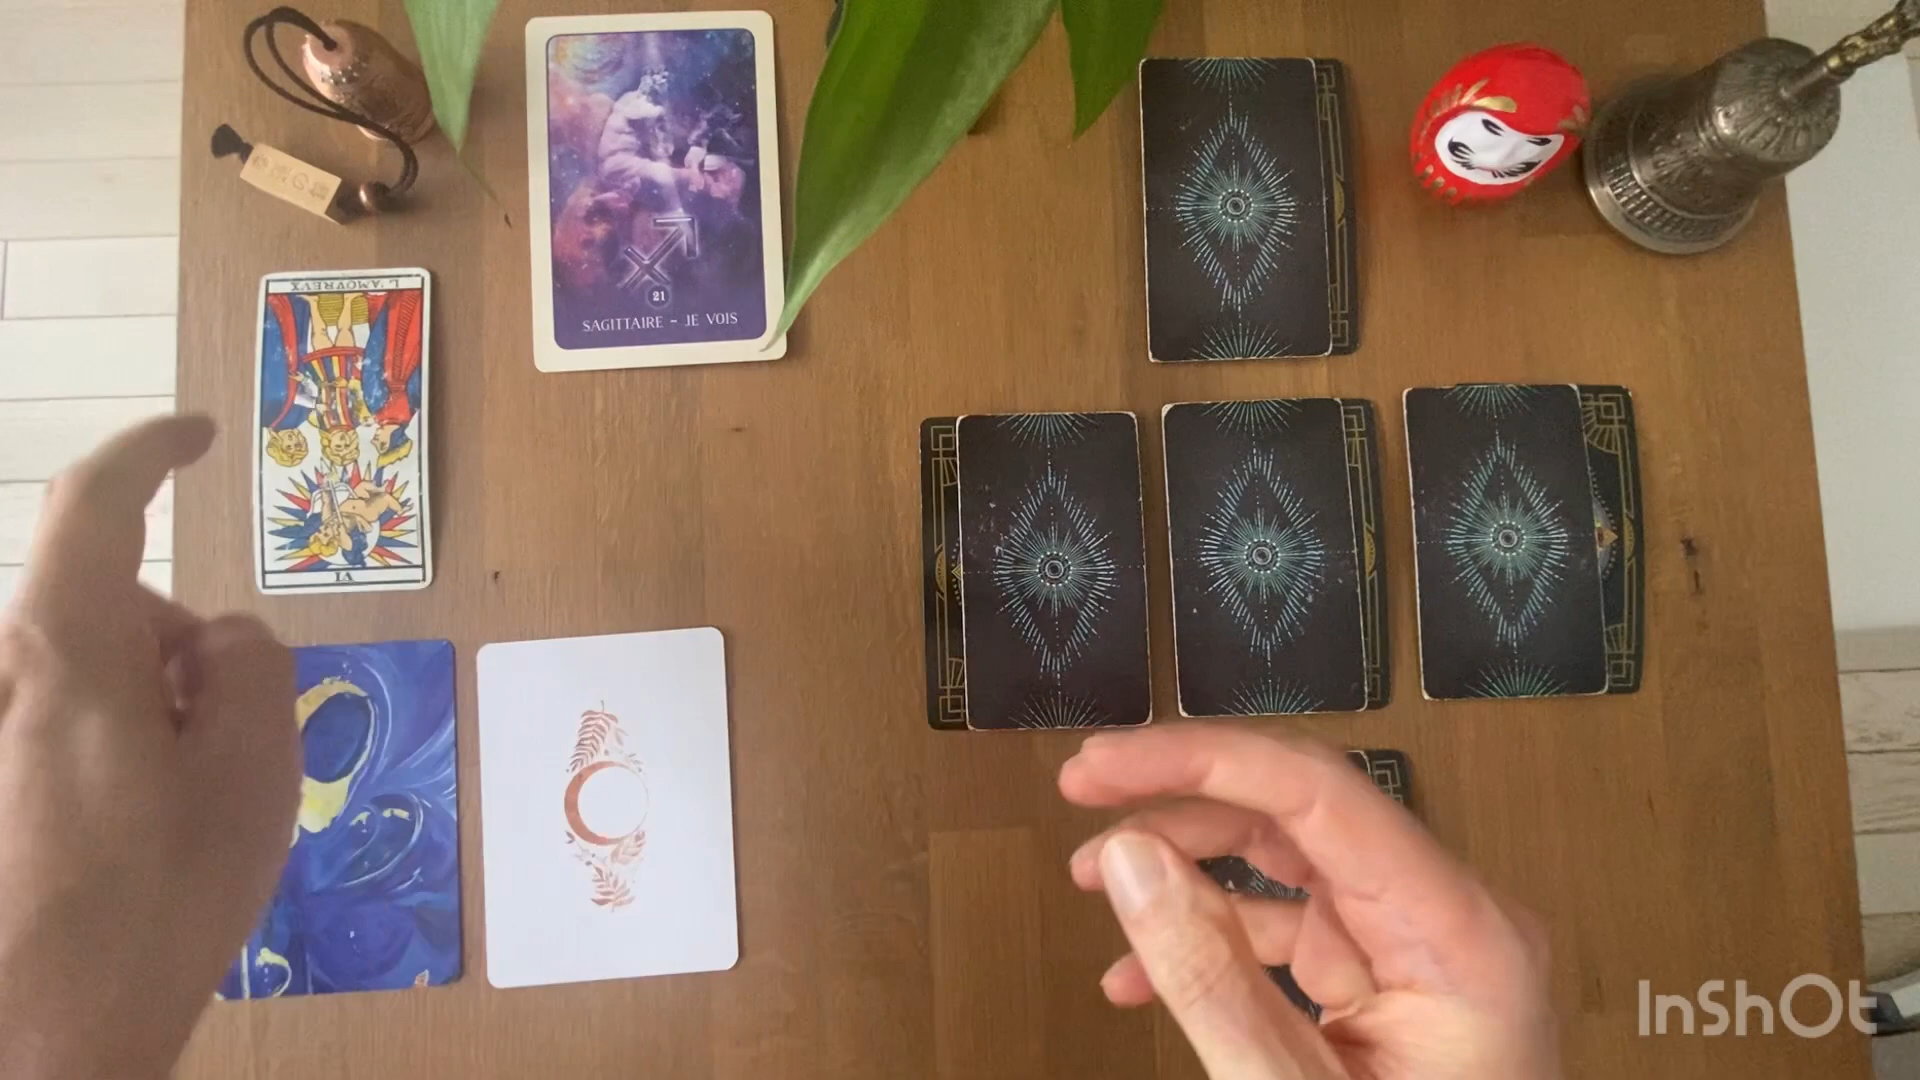 21
SAGITTAIRE - JE VOIS
L'AMOVREVX
VI
InShOt